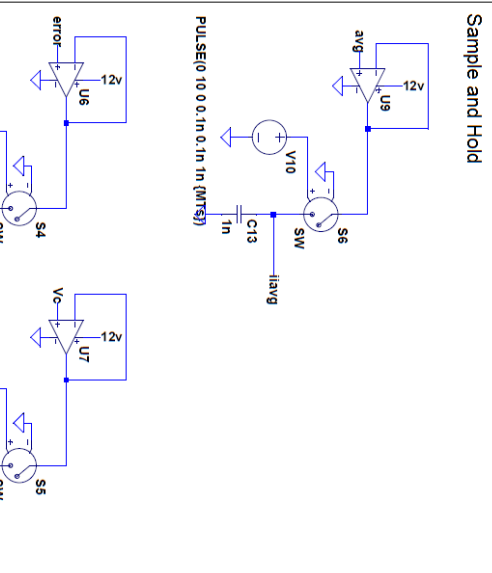 Sample and Hold
avg
12v
U9
+
-
V10
S6
SW
PULSE(0 10 0 0.1n 0.1n 1n {MTs})
C13
1n
iiavg
error
12v
U6
S4
Vc
12v
U7
S5